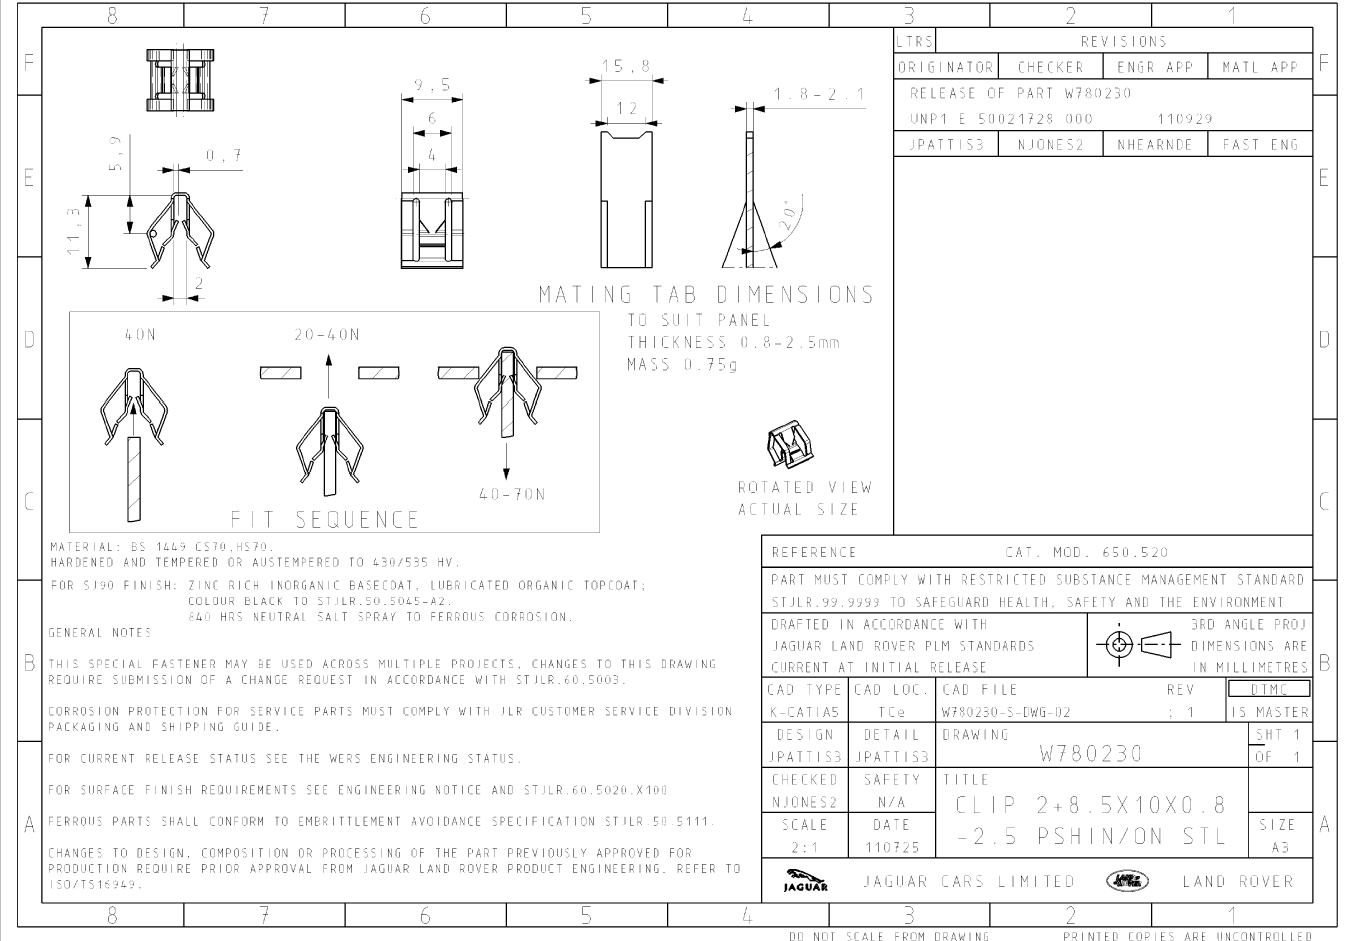 8 7 6 5 4 3 2 1
F E D C B A
F E D C B A
LTRS REVISIONS
ORIGINATOR CHECKER ENGR APP MATL APP
RELEASE OF PART W780230
UNP1 E 50021728 000 110929
JPATTIS3 NJONES2 NHEARNDE FAST ENG
5,9
0,7
11,3
2
9,5
6
4
15,8
12
1.8-2.1
20°
MATING TAB DIMENSIONS
TO SUIT PANEL
THICKNESS 0.8-2.5mm
MASS 0.75g
40N
20-40N
40-70N
FIT SEQUENCE
ROTATED VIEW
ACTUAL SIZE
MATERIAL: BS 1449 CS70,HS70.
HARDENED AND TEMPERED OR AUSTEMPERED TO 430/535 HV.
FOR S190 FINISH: ZINC RICH INORGANIC BASECOAT, LUBRICATED ORGANIC TOPCOAT;
COLOUR BLACK TO STJLR.50.5045-A2.
840 HRS NEUTRAL SALT SPRAY TO FERROUS CORROSION.
GENERAL NOTES
THIS SPECIAL FASTENER MAY BE USED ACROSS MULTIPLE PROJECTS, CHANGES TO THIS DRAWING
REQUIRE SUBMISSION OF A CHANGE REQUEST IN ACCORDANCE WITH STJLR.60.5003.
CORROSION PROTECTION FOR SERVICE PARTS MUST COMPLY WITH JLR CUSTOMER SERVICE DIVISION
PACKAGING AND SHIPPING GUIDE.
FOR CURRENT RELEASE STATUS SEE THE WERS ENGINEERING STATUS.
FOR SURFACE FINISH REQUIREMENTS SEE ENGINEERING NOTICE AND STJLR.60.5020.X100
FERROUS PARTS SHALL CONFORM TO EMBRITTLEMENT AVOIDANCE SPECIFICATION STJLR.50.5111.
CHANGES TO DESIGN, COMPOSITION OR PROCESSING OF THE PART PREVIOUSLY APPROVED FOR
PRODUCTION REQUIRE PRIOR APPROVAL FROM JAGUAR LAND ROVER PRODUCT ENGINEERING. REFER TO
ISO/TS16949.
REFERENCE CAT. MOD. 650.520
PART MUST COMPLY WITH RESTRICTED SUBSTANCE MANAGEMENT STANDARD
STJLR.99.9999 TO SAFEGUARD HEALTH, SAFETY AND THE ENVIRONMENT
DRAFTED IN ACCORDANCE WITH
JAGUAR LAND ROVER PLM STANDARDS
CURRENT AT INITIAL RELEASE
3RD ANGLE PROJ
DIMENSIONS ARE
IN MILLIMETRES
CAD TYPE CAD LOC. CAD FILE REV DTMC
K-CATIA5 TCe W780230-S-DWG-02 ; 1 IS MASTER
DESIGN DETAIL DRAWING SHT 1
JPATTIS3 JPATTIS3 W780230 OF 1
CHECKED SAFETY TITLE
NJONES2 N/A CLIP 2+8.5X10X0.8
SCALE DATE -2.5 PSHIN/ON STL SIZE
2:1 110725 A3
JAGUAR JAGUAR CARS LIMITED LAND ROVER LAND ROVER
8 7 6 5 4 3 2 1
DO NOT SCALE FROM DRAWING PRINTED COPIES ARE UNCONTROLLED